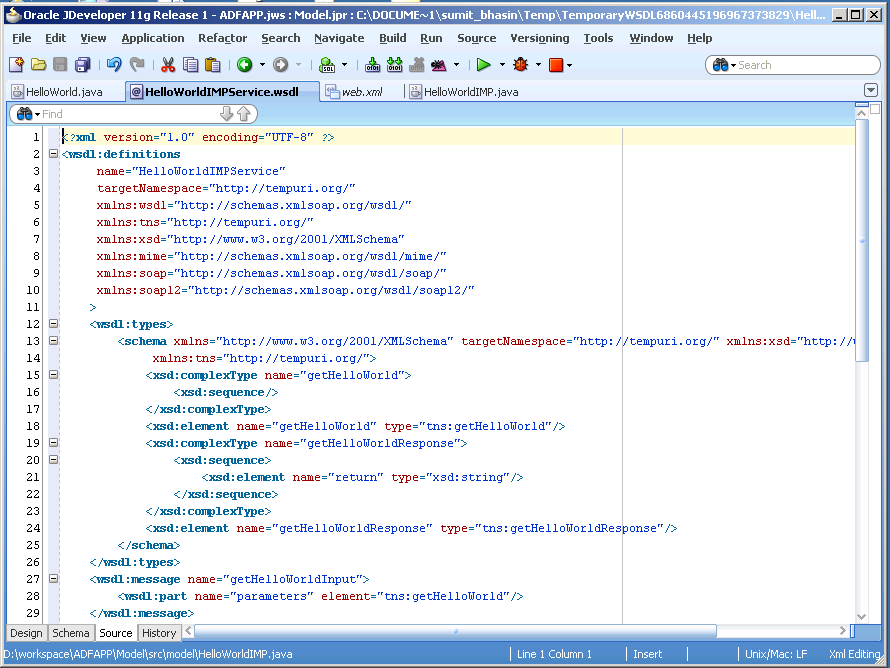 Oracle JDeveloper 11g Release 1 - ADFAPP.jws : Model.jpr : C:\DOCUME~1\sumit_bhasin\Temp\TemporaryWSDL6860445196967373829\Hell...
File Edit View Application Refactor Search Navigate Build Run Source Versioning Tools Window Help
Search
HelloWorld.java HelloWorldIMPService.wsdl web.xml HelloWorldIMP.java
Find
1 <?xml version="1.0" encoding="UTF-8" ?>
2 <wsdl:definitions
3 name="HelloWorldIMPService"
4 targetNamespace="http://tempuri.org/"
5 xmlns:wsdl="http://schemas.xmlsoap.org/wsdl/"
6 xmlns:tns="http://tempuri.org/"
7 xmlns:xsd="http://www.w3.org/2001/XMLSchema"
8 xmlns:mime="http://schemas.xmlsoap.org/wsdl/mime/"
9 xmlns:soap="http://schemas.xmlsoap.org/wsdl/soap/"
10 xmlns:soap12="http://schemas.xmlsoap.org/wsdl/soap12/"
11 >
12 <wsdl:types>
13 <schema xmlns="http://www.w3.org/2001/XMLSchema" targetNamespace="http://tempuri.org/" xmlns:xsd="http://w
14 xmlns:tns="http://tempuri.org/">
15 <xsd:complexType name="getHelloWorld">
16 <xsd:sequence/>
17 </xsd:complexType>
18 <xsd:element name="getHelloWorld" type="tns:getHelloWorld"/>
19 <xsd:complexType name="getHelloWorldResponse">
20 <xsd:sequence>
21 <xsd:element name="return" type="xsd:string"/>
22 </xsd:sequence>
23 </xsd:complexType>
24 <xsd:element name="getHelloWorldResponse" type="tns:getHelloWorldResponse"/>
25 </schema>
26 </wsdl:types>
27 <wsdl:message name="getHelloWorldInput">
28 <wsdl:part name="parameters" element="tns:getHelloWorld"/>
29 </wsdl:message>
Design Schema Source History
D:\workspace\ADFAPP\Model\src\model\HelloWorldIMP.java Line 1 Column 1 Insert Unix/Mac: LF Xml Editing